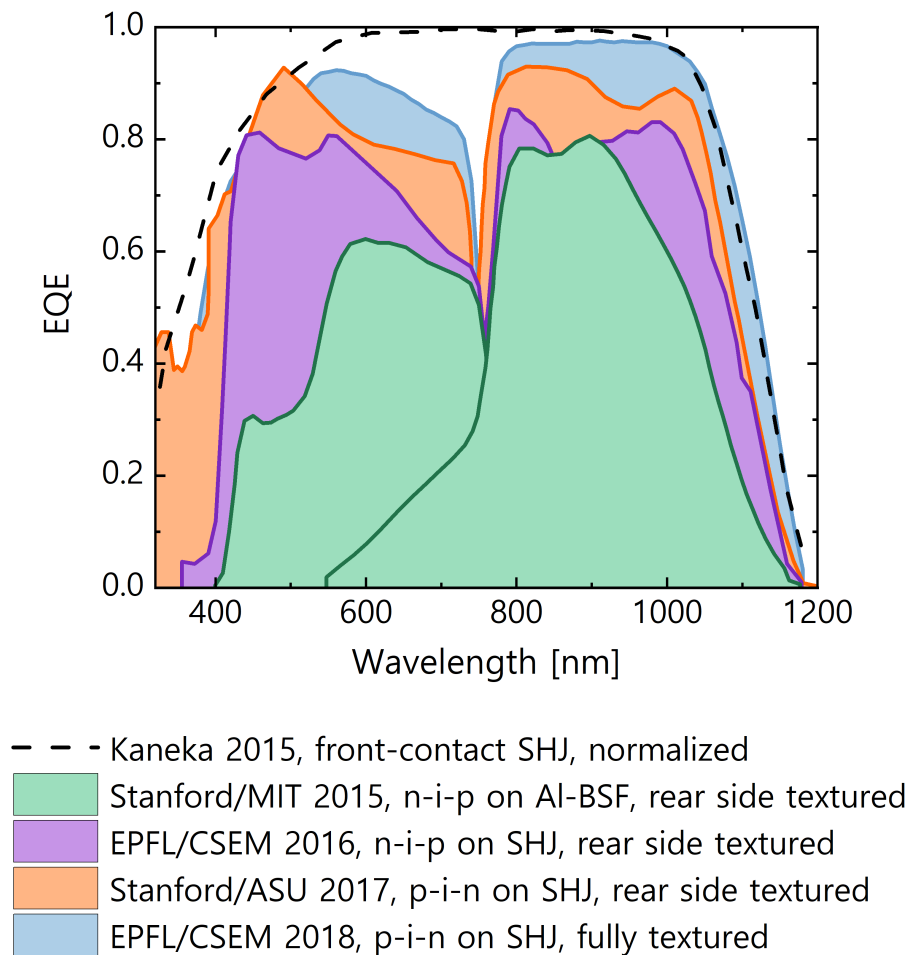 1.0
0.8
0.6
0.4
0.2
0.0
EQE
400 600 800 1000 1200
Wavelength [nm]
Kaneka 2015, front-contact SHJ, normalized
Stanford/MIT 2015, n-i-p on Al-BSF, rear side textured
EPFL/CSEM 2016, n-i-p on SHJ, rear side textured
Stanford/ASU 2017, p-i-n on SHJ, rear side textured
EPFL/CSEM 2018, p-i-n on SHJ, fully textured